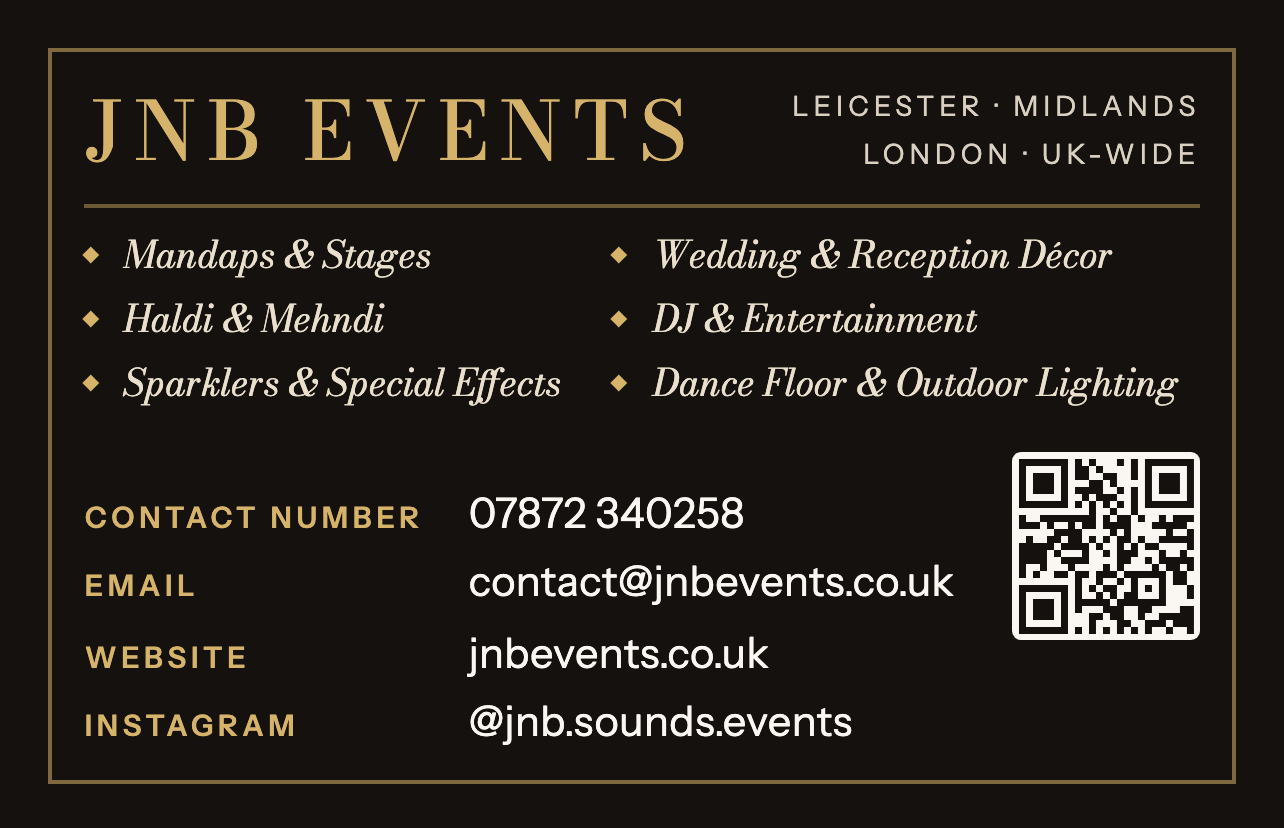 JNB EVENTS
LEICESTER · MIDLANDS
LONDON · UK-WIDE
Mandaps & Stages
Wedding & Reception Décor
Haldi & Mehndi
DJ & Entertainment
Sparklers & Special Effects
Dance Floor & Outdoor Lighting
CONTACT NUMBER 07872 340258
EMAIL contact@jnbevents.co.uk
WEBSITE jnbevents.co.uk
INSTAGRAM @jnb.sounds.events